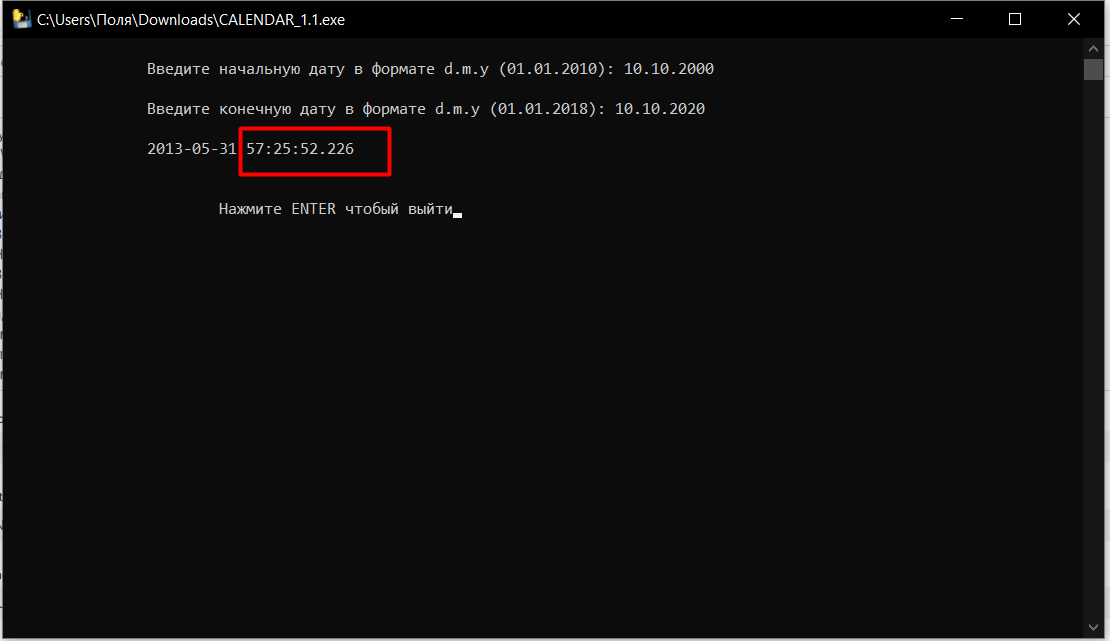 C:\Users\Поля\Downloads\CALENDAR_1.1.exe
Введите начальную дату в формате d.m.y (01.01.2010): 10.10.2000
Введите конечную дату в формате d.m.y (01.01.2018): 10.10.2020
2013-05-31 57:25:52.226
Нажмите ENTER чтобый выйти